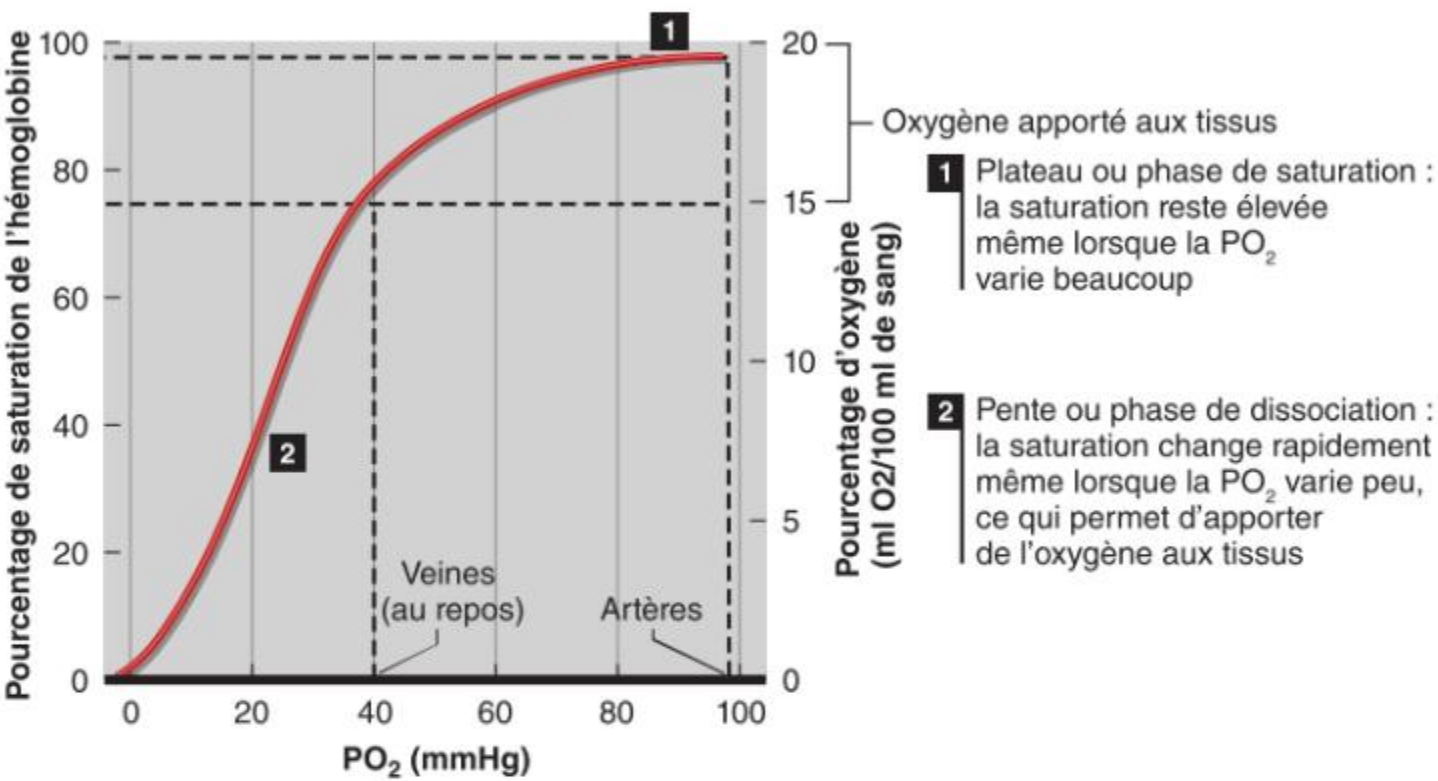 Pourcentage de saturation de l'hémoglobine
100
80
60
40
20
0
1
2
Veines
(au repos)
Artères
0
20
40
60
80
100
PO₂ (mmHg)
20
15
10
5
0
Pourcentage d'oxygène
(ml O2/100 ml de sang)
Oxygène apporté aux tissus
1 Plateau ou phase de saturation :
la saturation reste élevée
même lorsque la PO₂
varie beaucoup
2 Pente ou phase de dissociation :
la saturation change rapidement
même lorsque la PO₂ varie peu,
ce qui permet d'apporter
de l'oxygène aux tissus